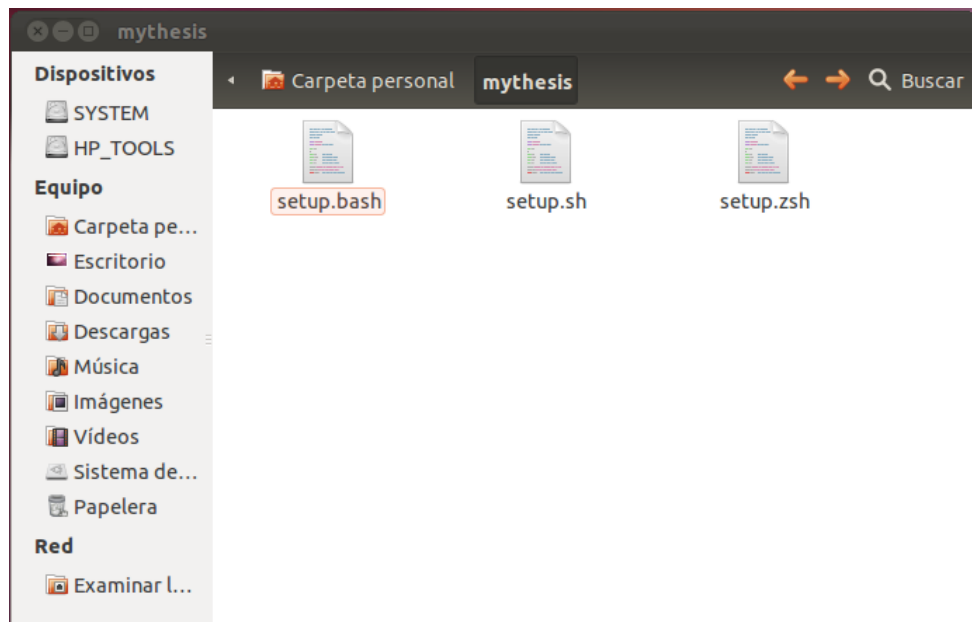 mythesis
Dispositivos
SYSTEM
HP_TOOLS
Equipo
Carpeta pe...
Escritorio
Documentos
Descargas
Música
Imágenes
Vídeos
Sistema de...
Papelera
Red
Examinar l...
Carpeta personal mythesis Buscar
setup.bash setup.sh setup.zsh